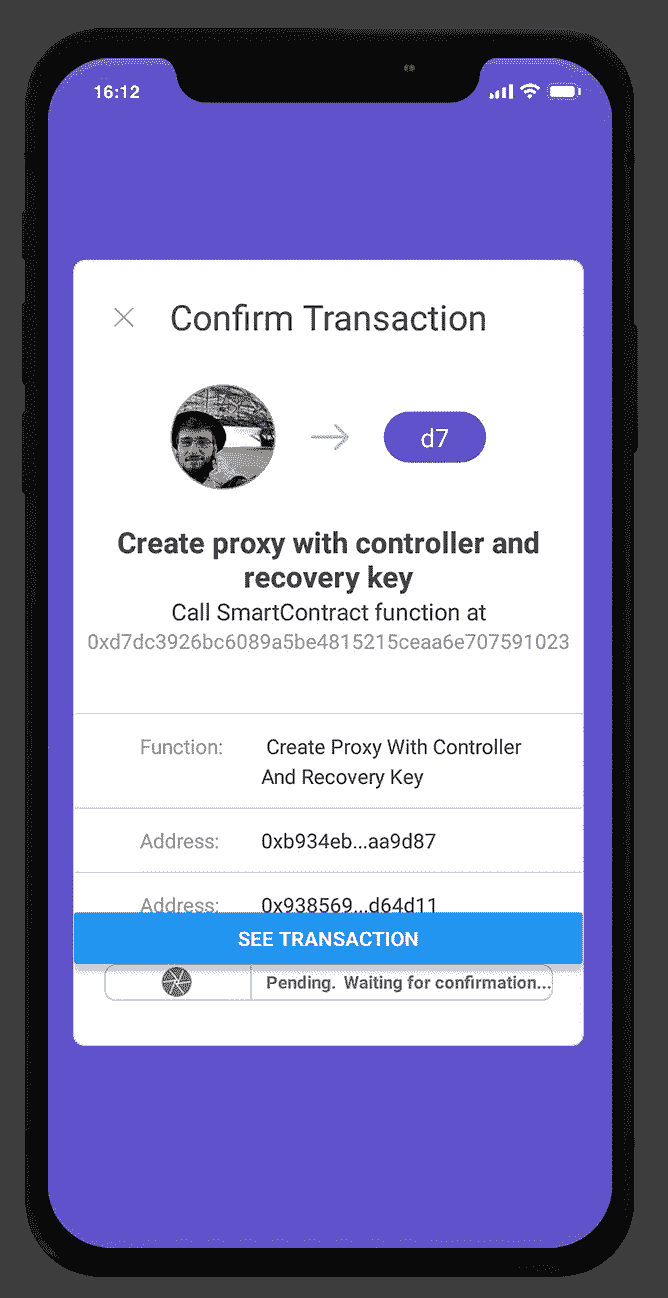 16:12
Confirm Transaction
d7
Create proxy with controller and
recovery key
Call SmartContract function at
0xd7dc3926bc6089a5be4815215ceaa6e707591023
Function: Create Proxy With Controller
And Recovery Key
Address: 0xb934eb...aa9d87
Address: 0x938569...d64d11
SEE TRANSACTION
Pending. Waiting for confirmation...